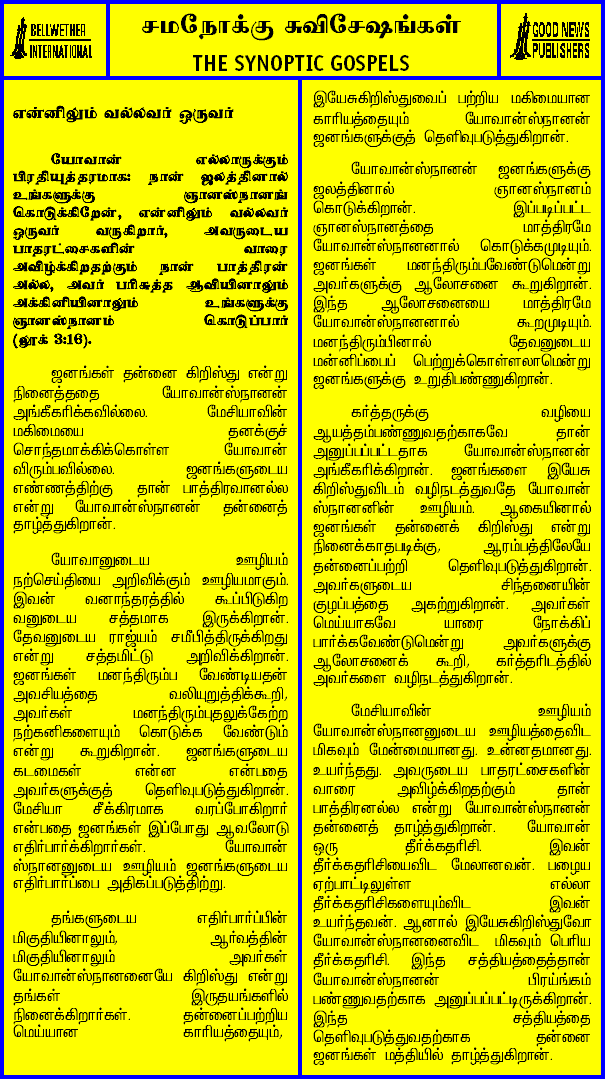 BELLWETHER
INTERNATIONAL
சமநோக்கு சுவிசேஷங்கள்
THE SYNOPTIC GOSPELS
GOOD NEWS
PUBLISHERS
என்னிலும் வல்லவர் ஒருவர்
யோவான் எல்லாருக்கும்
பிரதியுத்தரமாக: நான் ஜலத்தினால்
உங்களுக்கு ஞானஸ்நானங்
கொடுக்கிறேன், என்னிலும் வல்லவர்
ஒருவர் வருகிறார், அவருடைய
பாதரட்சைகளின் வாரை
அவிழ்க்கிறதற்கும் நான் பாத்திரன்
அல்ல, அவர் பரிசுத்த ஆவியினாலும்
அக்கினியினாலும் உங்களுக்கு
ஞானஸ்நானம் கொடுப்பார்
(லூக் 3:16).
ஜனங்கள் தன்னை கிறிஸ்து என்று
நினைத்ததை யோவான்ஸ்நானன்
அங்கீகரிக்கவில்லை. மேசியாவின்
மகிமையை தனக்குச்
சொந்தமாக்கிக்கொள்ள யோவான்
விரும்பவில்லை. ஜனங்களுடைய
எண்ணத்திற்கு தான் பாத்திரவானல்ல
என்று யோவான்ஸ்நானன் தன்னைத்
தாழ்த்துகிறான்.
யோவானுடைய ஊழியம்
நற்செய்தியை அறிவிக்கும் ஊழியமாகும்.
இவன் வனாந்தரத்தில் கூப்பிடுகிற
வனுடைய சத்தமாக இருக்கிறான்.
தேவனுடைய ராஜ்யம் சமீபித்திருக்கிறது
என்று சத்தமிட்டு அறிவிக்கிறான்.
ஜனங்கள் மனந்திரும்ப வேண்டியதன்
அவசியத்தை வலியுறுத்திக்கூறி,
அவர்கள் மனந்திரும்புதலுக்கேற்ற
நற்கனிகளையும் கொடுக்க வேண்டும்
என்று கூறுகிறான். ஜனங்களுடைய
கடமைகள் என்ன என்பதை
அவர்களுக்குத் தெளிவுபடுத்துகிறான்.
மேசியா சீக்கிரமாக வரப்போகிறார்
என்பதை ஜனங்கள் இப்போது ஆவலோடு
எதிர்பார்க்கிறார்கள். யோவான்
ஸ்நானனுடைய ஊழியம் ஜனங்களுடைய
எதிர்பார்ப்பை அதிகப்படுத்திற்று.
தங்களுடைய எதிர்பார்ப்பின்
மிகுதியினாலும், ஆர்வத்தின்
மிகுதியினாலும் அவர்கள்
யோவான்ஸ்நானனையே கிறிஸ்து என்று
தங்கள் இருதயங்களில்
நினைக்கிறார்கள். தன்னைப்பற்றிய
மெய்யான காரியத்தையும்,
இயேசுகிறிஸ்துவைப் பற்றிய மகிமையான
காரியத்தையும் யோவான்ஸ்நானன்
ஜனங்களுக்குத் தெளிவுபடுத்துகிறான்.
யோவான்ஸ்நானன் ஜனங்களுக்கு
ஜலத்தினால் ஞானஸ்நானம்
கொடுக்கிறான். இப்படிப்பட்ட
ஞானஸ்நானத்தை மாத்திரமே
யோவான்ஸ்நானனால் கொடுக்கமுடியும்.
ஜனங்கள் மனந்திரும்பவேண்டுமென்று
அவர்களுக்கு ஆலோசனை கூறுகிறான்.
இந்த ஆலோசனையை மாத்திரமே
யோவான்ஸ்நானனால் கூறமுடியும்.
மனந்திரும்பினால் தேவனுடைய
மன்னிப்பைப் பெற்றுக்கொள்ளலாமென்று
ஜனங்களுக்கு உறுதிபண்ணுகிறான்.
கர்த்தருக்கு வழியை
ஆயத்தம்பண்ணுவதற்காகவே தான்
அனுப்பப்பட்டதாக யோவான்ஸ்நானன்
அங்கீகரிக்கிறான். ஜனங்களை இயேசு
கிறிஸ்துவிடம் வழிநடத்துவதே யோவான்
ஸ்நானனின் ஊழியம். ஆகையினால்
ஜனங்கள் தன்னைக் கிறிஸ்து என்று
நினைக்காதபடிக்கு, ஆரம்பத்திலேயே
தன்னைப்பற்றி தெளிவுபடுத்துகிறான்.
அவர்களுடைய சிந்தனையின்
குழப்பத்தை அகற்றுகிறான். அவர்கள்
மெய்யாகவே யாரை நோக்கிப்
பார்க்கவேண்டுமென்று அவர்களுக்கு
ஆலோசனைக் கூறி, கர்த்தரிடத்தில்
அவர்களை வழிநடத்துகிறான்.
மேசியாவின் ஊழியம்
யோவான்ஸ்நானனுடைய ஊழியத்தைவிட
மிகவும் மேன்மையானது. உன்னதமானது.
உயர்ந்தது. அவருடைய பாதரட்சைகளின்
வாரை அவிழ்க்கிறதற்கும் தான்
பாத்திரனல்ல என்று யோவான்ஸ்நானன்
தன்னைத் தாழ்த்துகிறான். யோவான்
ஒரு தீர்க்கதரிசி. இவன்
தீர்க்கதரிசியைவிட மேலானவன். பழைய
ஏற்பாட்டிலுள்ள எல்லா
தீர்க்கதரிசிகளையும்விட இவன்
உயர்ந்தவன். ஆனால் இயேசுகிறிஸ்துவோ
யோவான்ஸ்நானனைவிட மிகவும் பெரிய
தீர்க்கதரிசி. இந்த சத்தியத்தைத்தான்
யோவான்ஸ்நானன் பிரய்ங்கம்
பண்ணுவதற்காக அனுப்பப்பட்டிருக்கிறான்.
இந்த சத்தியத்தை
தெளிவுபடுத்துவதற்காக தன்னை
ஜனங்கள் மத்தியில் தாழ்த்துகிறான்.